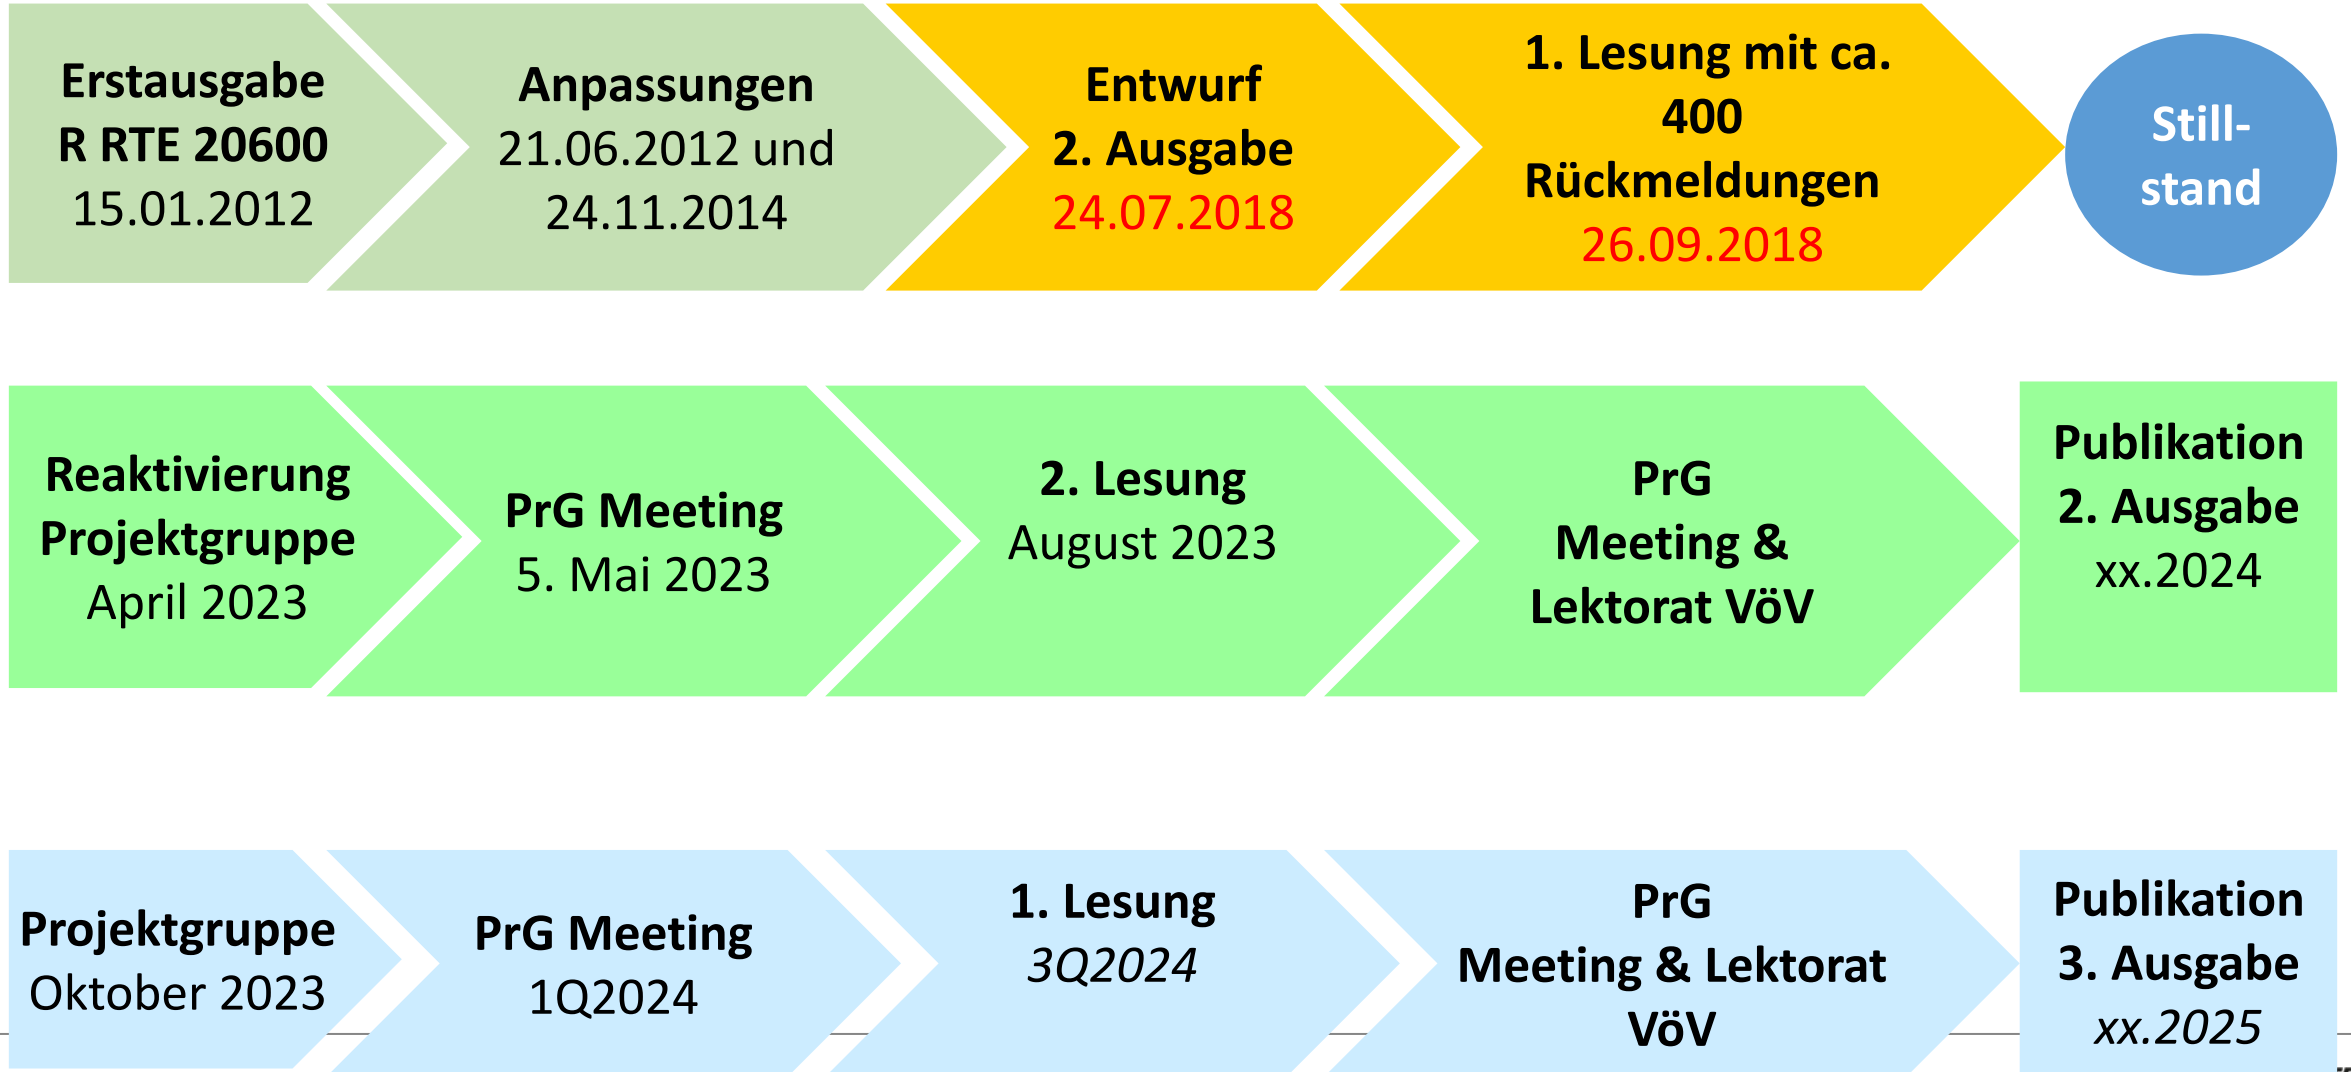 Erstausgabe
R RTE 20600
15.01.2012
Anpassungen
21.06.2012 und
24.11.2014
Entwurf
2. Ausgabe
24.07.2018
1. Lesung mit ca.
400
Rückmeldungen
26.09.2018
Still-
stand
Reaktivierung
Projektgruppe
April 2023
PrG Meeting
5. Mai 2023
2. Lesung
August 2023
PrG
Meeting &
Lektorat VöV
Publikation
2. Ausgabe
xx.2024
Projektgruppe
Oktober 2023
PrG Meeting
1Q2024
1. Lesung
3Q2024
PrG
Meeting & Lektorat
VöV
Publikation
3. Ausgabe
xx.2025